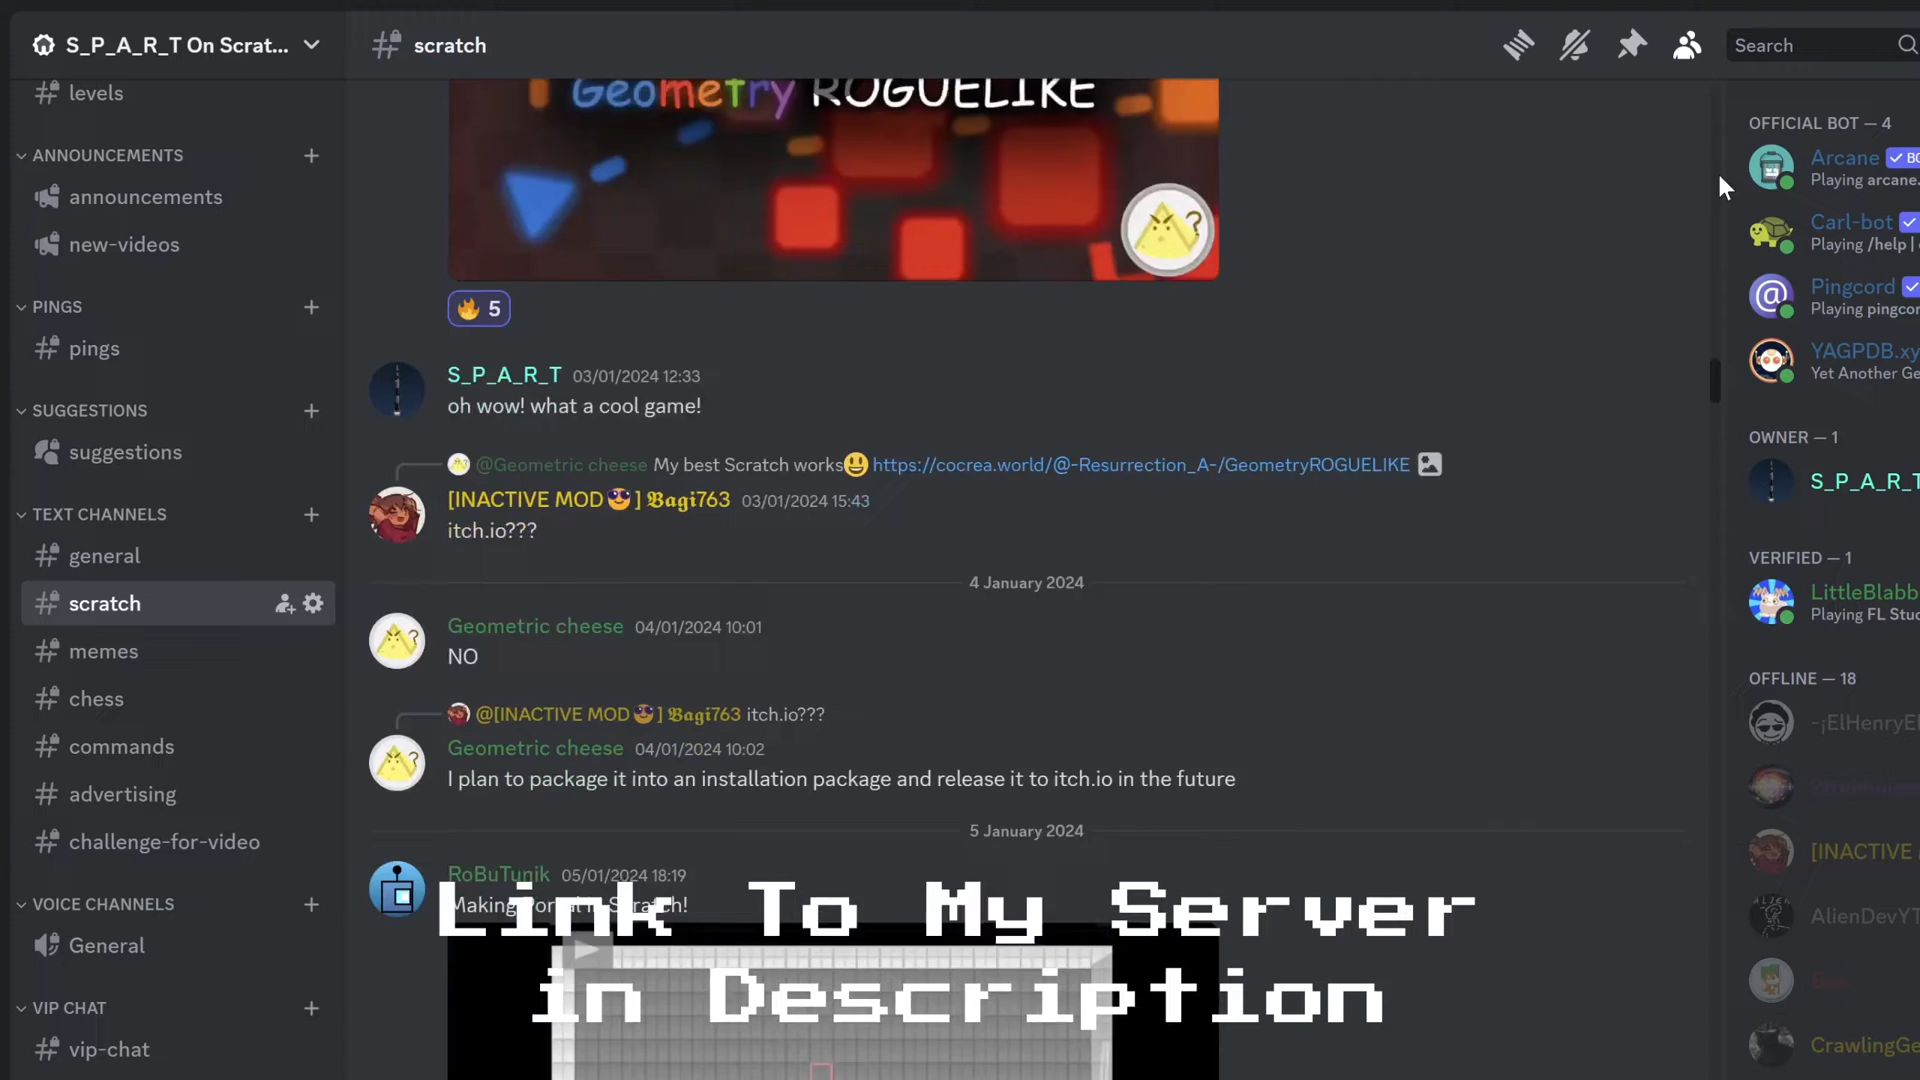 S_P_A_R_T On Scrat...
scratch
Search
levels
ANNOUNCEMENTS
announcements
new-videos
PINGS
pings
SUGGESTIONS
suggestions
TEXT CHANNELS
general
scratch
memes
chess
commands
advertising
challenge-for-video
VOICE CHANNELS
General
VIP CHAT
vip-chat
Geometry ROGUELIKE
?
🔥 5
S_P_A_R_T 03/01/2024 12:33
oh wow! what a cool game!
@Geometric cheese My best Scratch works😃 https://cocrea.world/@-Resurrection_A-/GeometryROGUELIKE
[INACTIVE MOD😎] 𝕭𝖆𝖌𝖎763 03/01/2024 15:43
itch.io???
4 January 2024
Geometric cheese 04/01/2024 10:01
NO
@[INACTIVE MOD😎] 𝕭𝖆𝖌𝖎763 itch.io???
Geometric cheese 04/01/2024 10:02
I plan to package it into an installation package and release it to itch.io in the future
5 January 2024
RoBuTunik 05/01/2024 18:19
Making Portal in Scratch!
Link To My Server
in Description
OFFICIAL BOT — 4
Arcane BO
Playing arcane.
Carl-bot
Playing /help |
Pingcord
Playing pingcor
YAGPDB.xy
Yet Another Ge
OWNER — 1
S_P_A_R_T
VERIFIED — 1
LittleBlabb
Playing FL Stuc
OFFLINE — 18
-¡ElHenryE
[INACTIVE
AlienDevYT
CrawlingGe